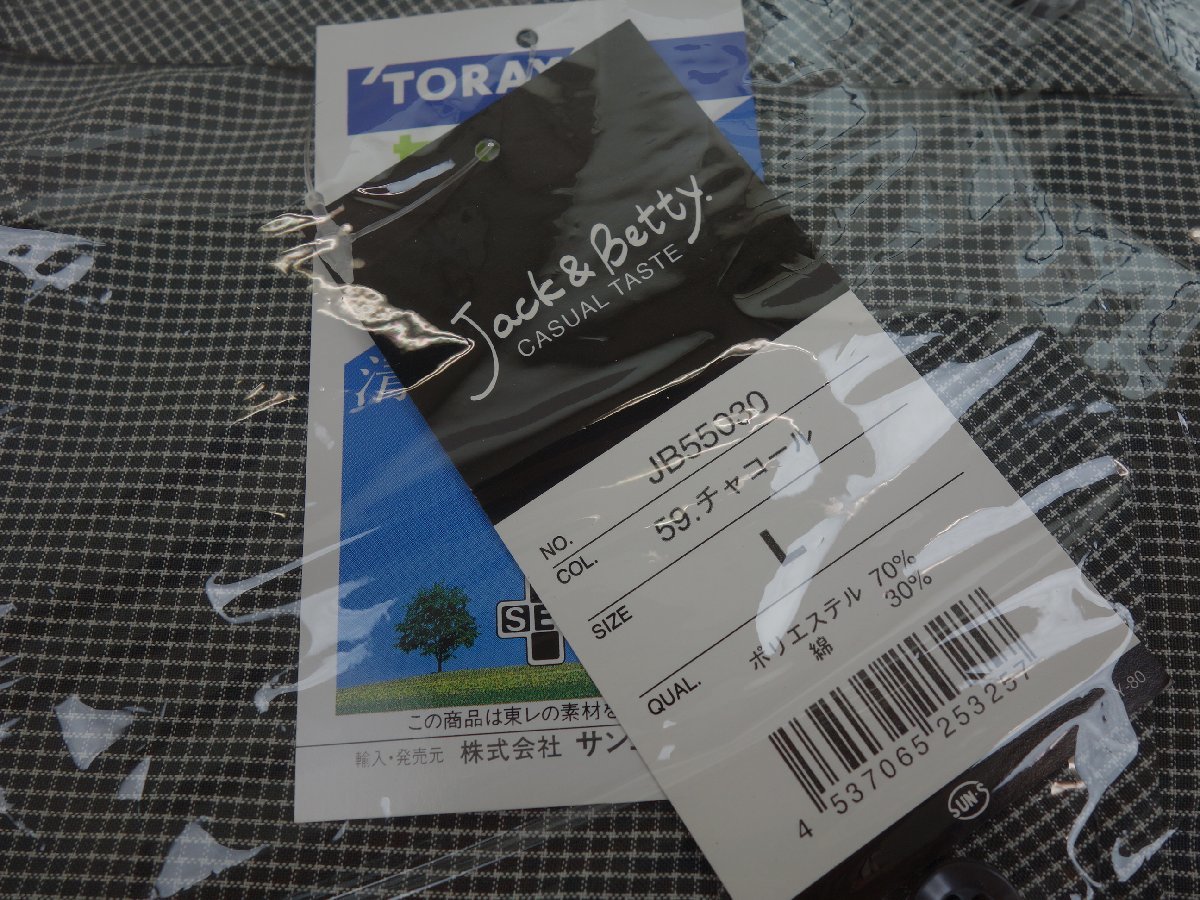 'TORAY
清
SE
この商品は東レの素材を
輸入・発売元 株式会社 サン
Jack & Betty.
CASUAL TASTE
NO. JB55030
COL. 59.チャコール
SIZE L
QUAL. ポリエステル 70%
綿 30%
4 537065 253257
SUN·S